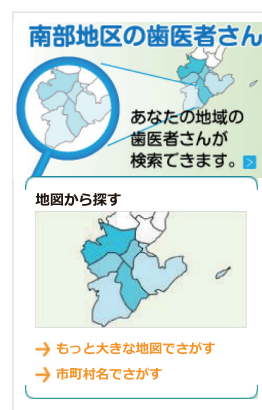 南部地区の歯医者さん
あなたの地域の
歯医者さんが
検索できます。
地図から探す
もっと大きな地図でさがす
市町村名でさがす